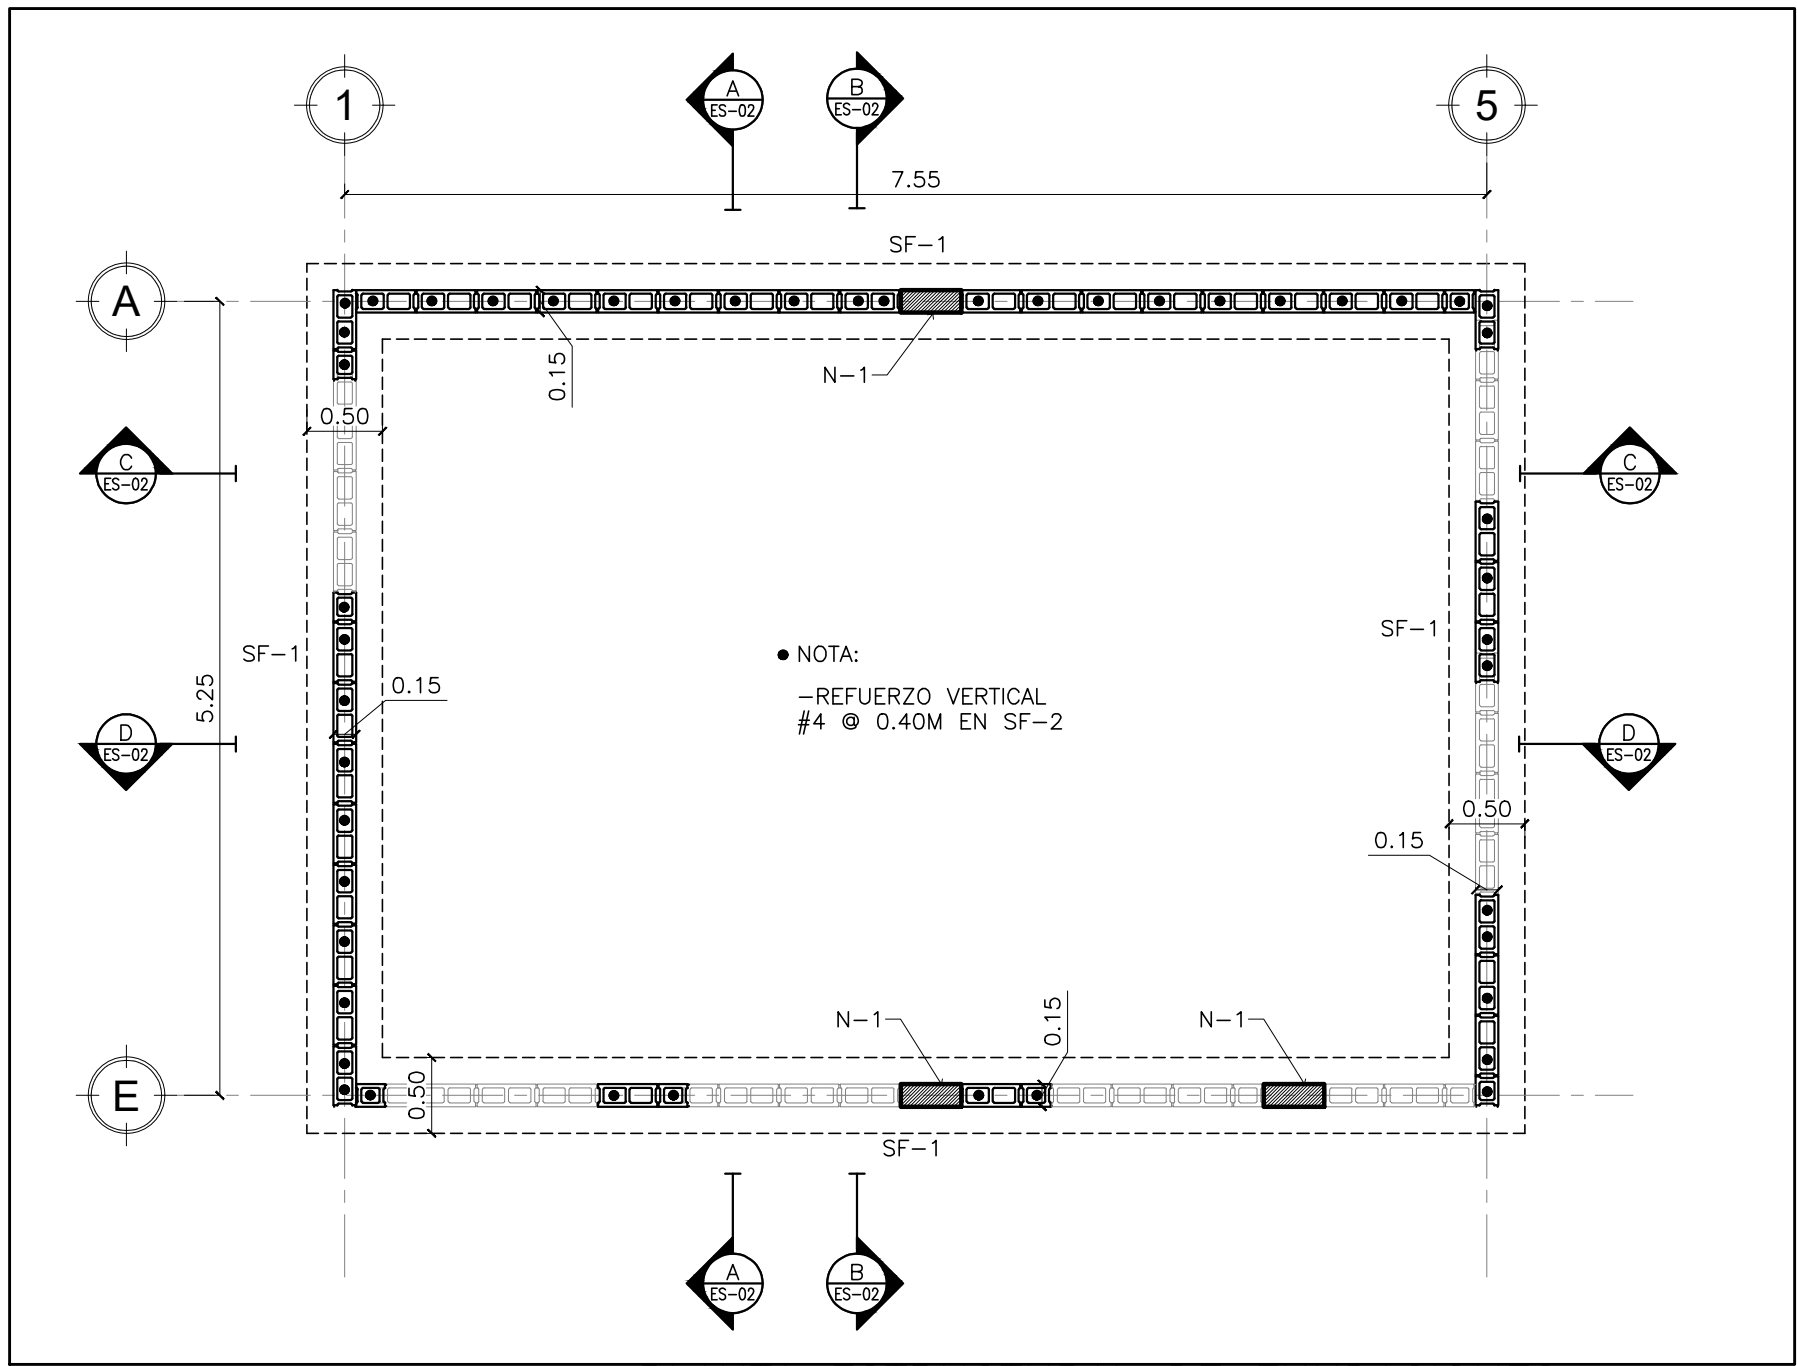 1
A
ES-02
B
ES-02
5
7.55
SF-1
A
0.15
N-1
0.50
C
ES-02
C
ES-02
SF-1
SF-1
5.25
0.15
NOTA:
-REFUERZO VERTICAL
#4 @ 0.40M EN SF-2
D
ES-02
D
ES-02
0.50
0.15
N-1
0.15
N-1
0.50
E
SF-1
A
ES-02
B
ES-02